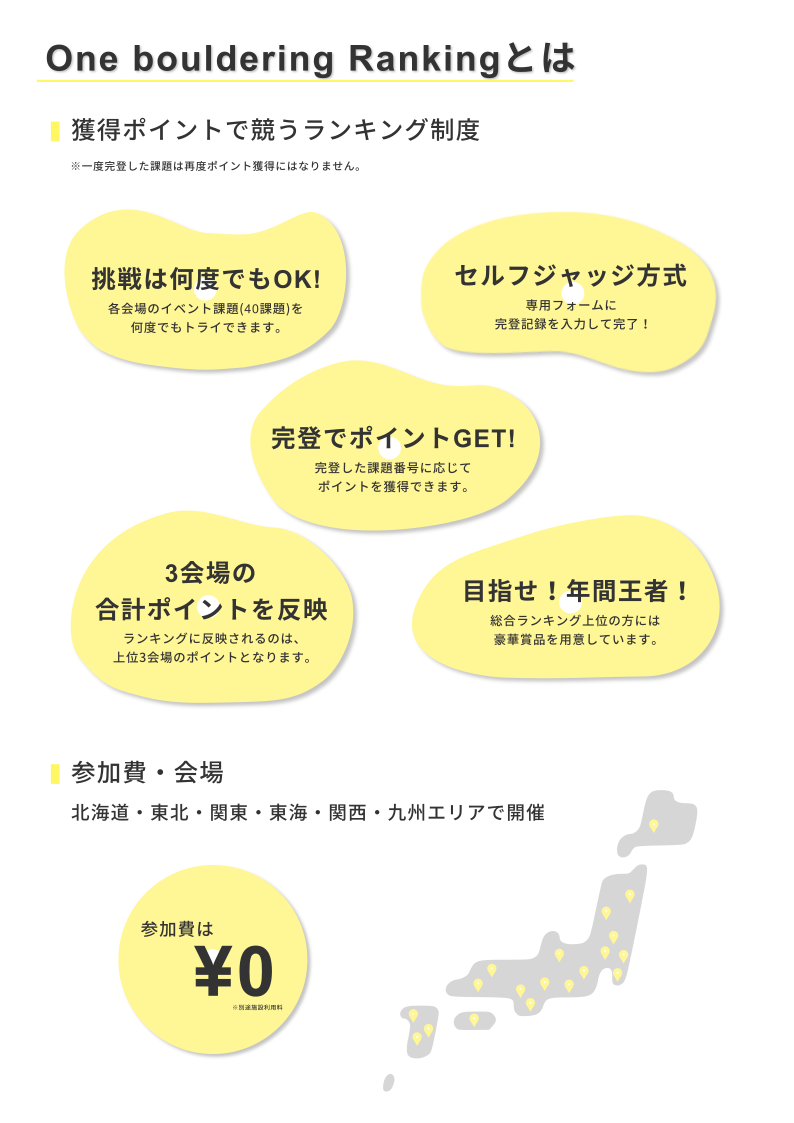 One bouldering Rankingとは
獲得ポイントで競うランキング制度
※一度完登した課題は再度ポイント獲得にはなりません。
挑戦は何度でもOK!
各会場のイベント課題(40課題)を
何度でもトライできます。
セルフジャッジ方式
専用フォームに
完登記録を入力して完了！
完登でポイントGET!
完登した課題番号に応じて
ポイントを獲得できます。
3会場の
合計ポイントを反映
ランキングに反映されるのは、
上位3会場のポイントとなります。
目指せ！年間王者！
総合ランキング上位の方には
豪華賞品を用意しています。
参加費・会場
北海道・東北・関東・東海・関西・九州エリアで開催
参加費は
¥0
※別途施設利用料